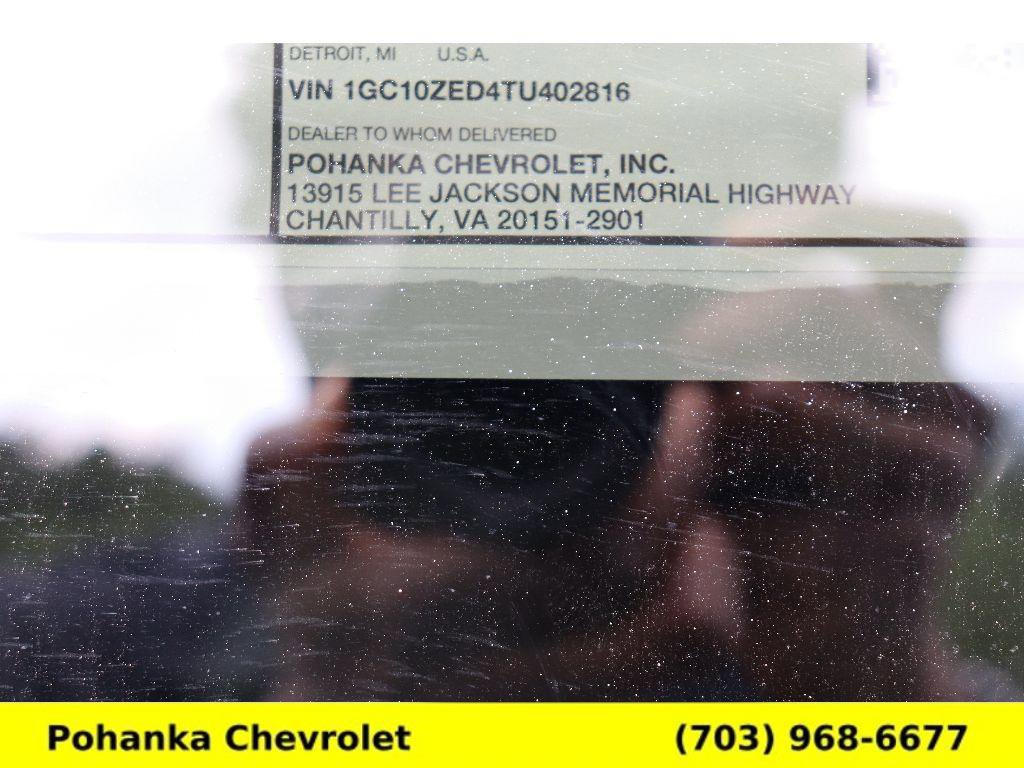 DETROIT, MI U.S.A.
VIN 1GC10ZED4TU402816
DEALER TO WHOM DELIVERED
POHANKA CHEVROLET, INC.
13915 LEE JACKSON MEMORIAL HIGHWAY
CHANTILLY, VA 20151-2901
Pohanka Chevrolet (703) 968-6677